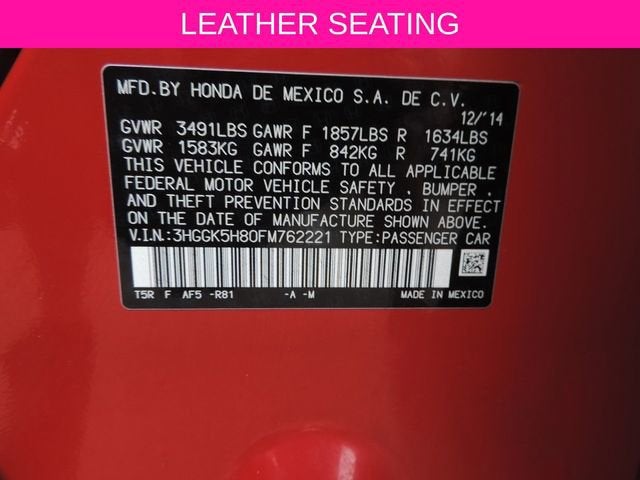 LEATHER SEATING
MFD.BY HONDA DE MEXICO S.A. DE C.V.
12/'14
GVWR 3491LBS GAWR F 1857LBS R 1634LBS
GVWR 1583KG GAWR F 842KG R 741KG
THIS VEHICLE CONFORMS TO ALL APPLICABLE
FEDERAL MOTOR VEHICLE SAFETY , BUMPER ,
AND THEFT PREVENTION STANDARDS IN EFFECT
ON THE DATE OF MANUFACTURE SHOWN ABOVE.
V.I.N.:3HGGK5H80FM762221 TYPE:PASSENGER CAR
T5R F AF5 -R81 -A -M MADE IN MEXICO